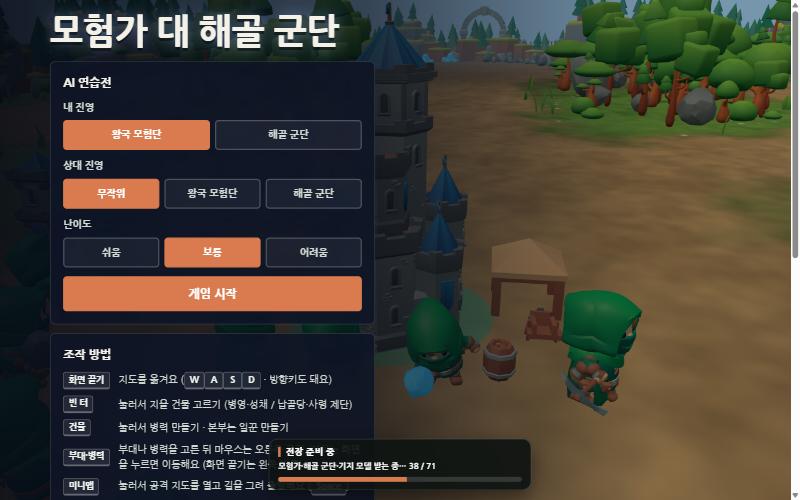 모험가 대 해골 군단
AI 연습전
내 진영
왕국 모험단
해골 군단
상대 진영
무작위
왕국 모험단
해골 군단
난이도
쉬움
보통
어려움
게임 시작
조작 방법
화면 끌기 지도를 옮겨요 (W A S D · 방향키도 돼요)
빈 터 눌러서 지을 건물 고르기 (병영·성채 / 납골당·사령 제단)
건물 눌러서 병력 만들기 · 본부는 일꾼 만들기
부대·병력 부대나 병력을 고른 뒤 마우스는
을 누르면 이동해요 (화면 끌기는
미니맵 눌러서 공격 지도를 열고 길을 그려
전장 준비 중
모험가·해골 군단·기지 모델 받는 중… 38 / 71